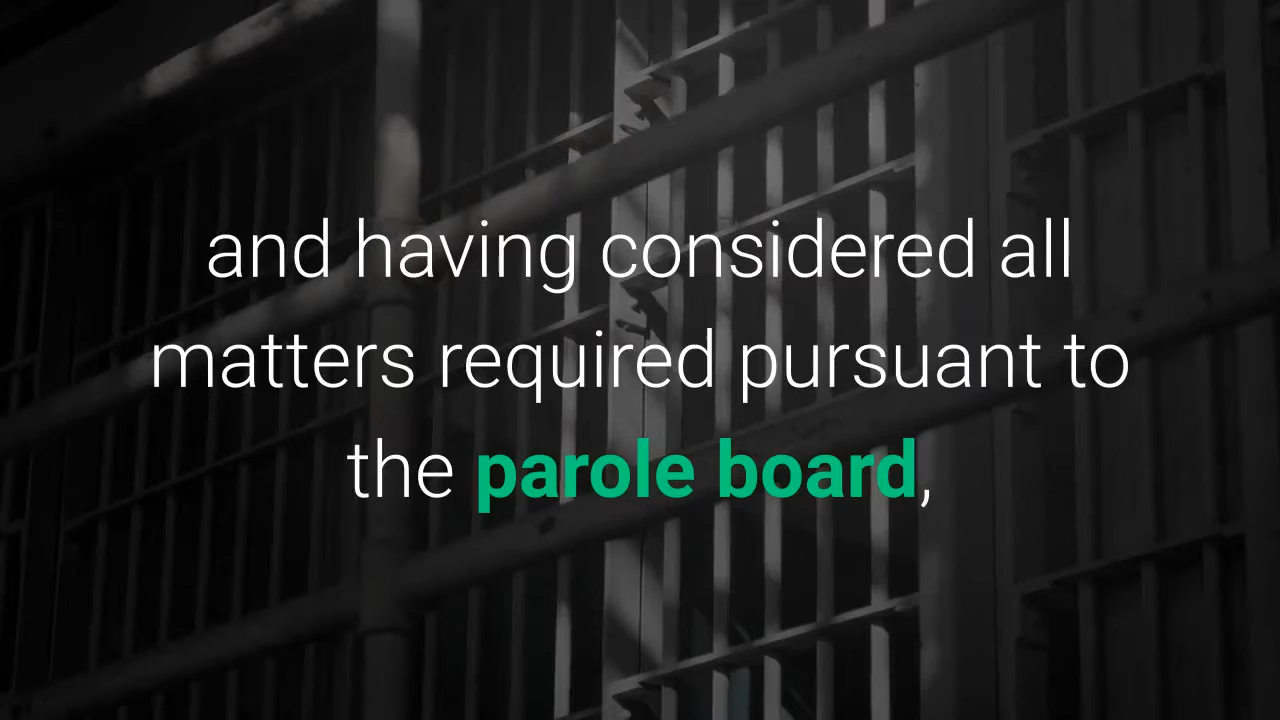 and having considered all
matters required pursuant to
the parole board,